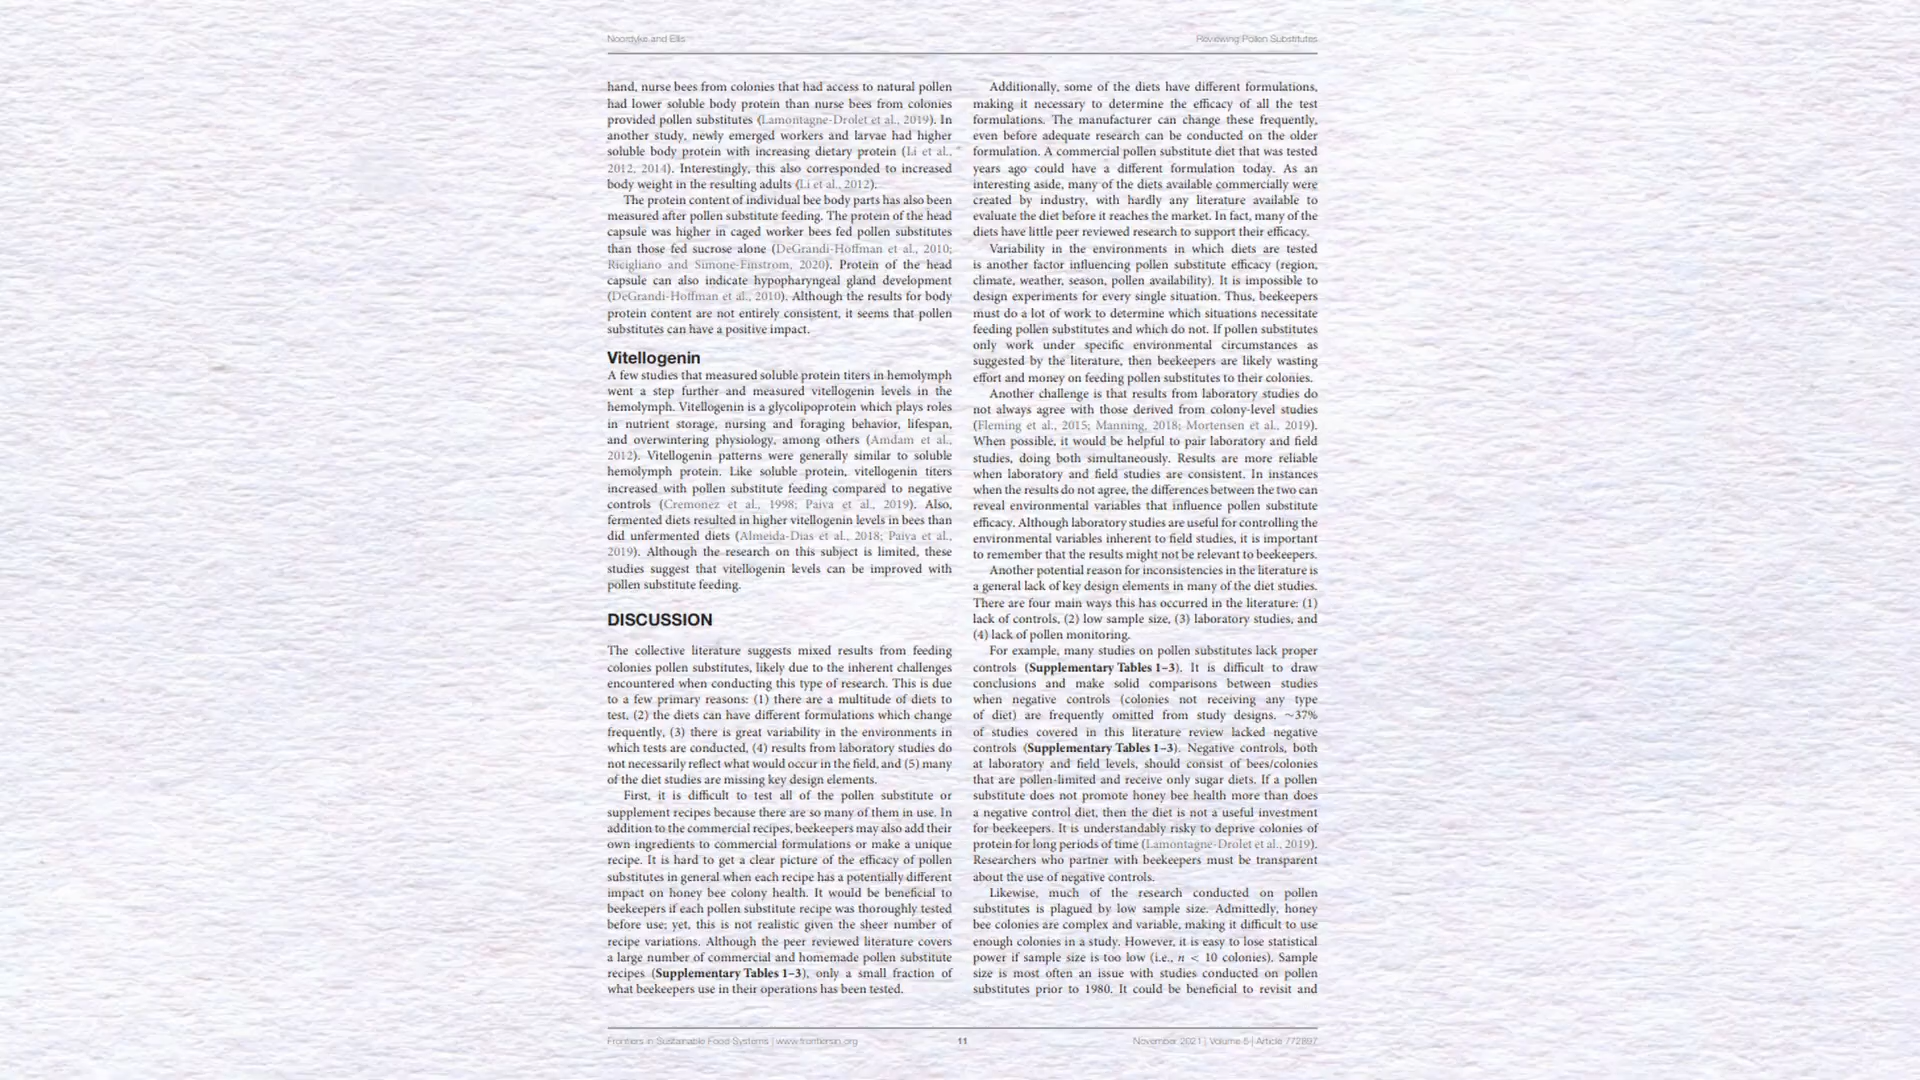 Noordyke and Ellis
Reviewing Pollen Substitutes
hand, nurse bees from colonies that had access to natural pollen
had lower soluble body protein than nurse bees from colonies
provided pollen substitutes (Lamontagne-Drolet et al., 2019). In
another study, newly emerged workers and larvae had higher
soluble body protein with increasing dietary protein (Li et al.,
2012, 2014). Interestingly, this also corresponded to increased
body weight in the resulting adults (Li et al., 2012).
The protein content of individual bee body parts has also been
measured after pollen substitute feeding. The protein of the head
capsule was higher in caged worker bees fed pollen substitutes
than those fed sucrose alone (DeGrandi-Hoffman et al., 2010;
Ricigliano and Simone-Finstrom, 2020). Protein of the head
capsule can also indicate hypopharyngeal gland development
(DeGrandi-Hoffman et al., 2010). Although the results for body
protein content are not entirely consistent, it seems that pollen
substitutes can have a positive impact.
Vitellogenin
A few studies that measured soluble protein titers in hemolymph
went a step further and measured vitellogenin levels in the
hemolymph. Vitellogenin is a glycolipoprotein which plays roles
in nutrient storage, nursing and foraging behavior, lifespan,
and overwintering physiology, among others (Amdam et al.,
2012). Vitellogenin patterns were generally similar to soluble
hemolymph protein. Like soluble protein, vitellogenin titers
increased with pollen substitute feeding compared to negative
controls (Cremonez et al., 1998; Paiva et al., 2019). Also,
fermented diets resulted in higher vitellogenin levels in bees than
did unfermented diets (Almeida-Dias et al., 2018; Paiva et al.,
2019). Although the research on this subject is limited, these
studies suggest that vitellogenin levels can be improved with
pollen substitute feeding.
DISCUSSION
The collective literature suggests mixed results from feeding
colonies pollen substitutes, likely due to the inherent challenges
encountered when conducting this type of research. This is due
to a few primary reasons: (1) there are a multitude of diets to
test, (2) the diets can have different formulations which change
frequently, (3) there is great variability in the environments in
which tests are conducted, (4) results from laboratory studies do
not necessarily reflect what would occur in the field, and (5) many
of the diet studies are missing key design elements.
First, it is difficult to test all of the pollen substitute or
supplement recipes because there are so many of them in use. In
addition to the commercial recipes, beekeepers may also add their
own ingredients to commercial formulations or make a unique
recipe. It is hard to get a clear picture of the efficacy of pollen
substitutes in general when each recipe has a potentially different
impact on honey bee colony health. It would be beneficial to
beekeepers if each pollen substitute recipe was thoroughly tested
before use; yet, this is not realistic given the sheer number of
recipe variations. Although the peer reviewed literature covers
a large number of commercial and homemade pollen substitute
recipes (Supplementary Tables 1–3), only a small fraction of
what beekeepers use in their operations has been tested.
Additionally, some of the diets have different formulations,
making it necessary to determine the efficacy of all the test
formulations. The manufacturer can change these frequently,
even before adequate research can be conducted on the older
formulation. A commercial pollen substitute diet that was tested
years ago could have a different formulation today. As an
interesting aside, many of the diets available commercially were
created by industry, with hardly any literature available to
evaluate the diet before it reaches the market. In fact, many of the
diets have little peer reviewed research to support their efficacy.
Variability in the environments in which diets are tested
is another factor influencing pollen substitute efficacy (region,
climate, weather, season, pollen availability). It is impossible to
design experiments for every single situation. Thus, beekeepers
must do a lot of work to determine which situations necessitate
feeding pollen substitutes and which do not. If pollen substitutes
only work under specific environmental circumstances as
suggested by the literature, then beekeepers are likely wasting
effort and money on feeding pollen substitutes to their colonies.
Another challenge is that results from laboratory studies do
not always agree with those derived from colony-level studies
(Fleming et al., 2015; Manning, 2018; Mortensen et al., 2019).
When possible, it would be helpful to pair laboratory and field
studies, doing both simultaneously. Results are more reliable
when laboratory and field studies are consistent. In instances
when the results do not agree, the differences between the two can
reveal environmental variables that influence pollen substitute
efficacy. Although laboratory studies are useful for controlling the
environmental variables inherent to field studies, it is important
to remember that the results might not be relevant to beekeepers.
Another potential reason for inconsistencies in the literature is
a general lack of key design elements in many of the diet studies.
There are four main ways this has occurred in the literature: (1)
lack of controls, (2) low sample size, (3) laboratory studies, and
(4) lack of pollen monitoring.
For example, many studies on pollen substitutes lack proper
controls (Supplementary Tables 1–3). It is difficult to draw
conclusions and make solid comparisons between studies
when negative controls (colonies not receiving any type
of diet) are frequently omitted from study designs. ~37%
of studies covered in this literature review lacked negative
controls (Supplementary Tables 1–3). Negative controls, both
at laboratory and field levels, should consist of bees/colonies
that are pollen-limited and receive only sugar diets. If a pollen
substitute does not promote honey bee health more than does
a negative control diet, then the diet is not a useful investment
for beekeepers. It is understandably risky to deprive colonies of
protein for long periods of time (Lamontagne-Drolet et al., 2019).
Researchers who partner with beekeepers must be transparent
about the use of negative controls.
Likewise, much of the research conducted on pollen
substitutes is plagued by low sample size. Admittedly, honey
bee colonies are complex and variable, making it difficult to use
enough colonies in a study. However, it is easy to lose statistical
power if sample size is too low (i.e., n < 10 colonies). Sample
size is most often an issue with studies conducted on pollen
substitutes prior to 1980. It could be beneficial to revisit and
Frontiers in Sustainable Food Systems | www.frontiersin.org
11
November 2021 | Volume 5 | Article 772897